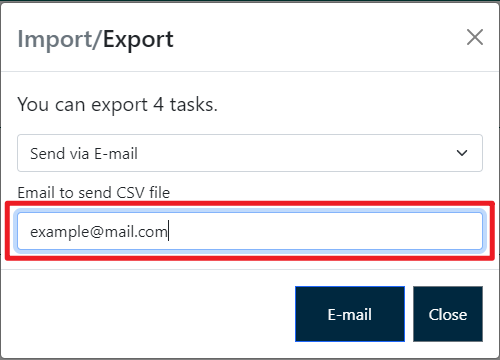 Import/Export
You can export 4 tasks.
Send via E-mail
Email to send CSV file
example@mail.com
E-mail Close